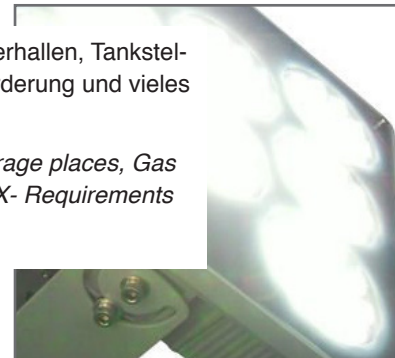 erhallen, Tankstel-
derung und vieles
rage places, Gas
X- Requirements